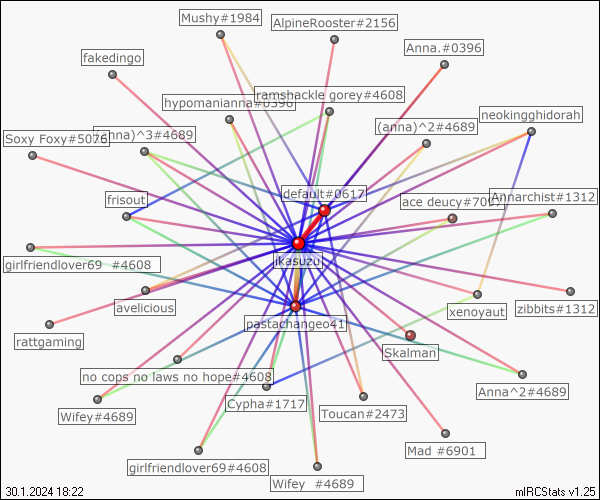 Mushy#1984
AlpineRooster#2156
Anna.#0396
fakedingo
ramshackle gorey#4608
hypomanianna#0396
neokingghidorah
(anna)^2#4689
nna)^3#4689
Soxy Foxy#5076
default#0617
frisout
ace deucy#7097
Annarchist#1312
ikasuzu
girlfriendlover69 #4608
avelicious
xenoyaut
zibbits#1312
pastachangeo41
rattgaming
Skalman
no cops no laws no hope#4608
Anna^2#4689
Cypha#1717
Wifey#4689
Toucan#2473
Mad #6901
girlfriendlover69#4608
Wifey #4689
30.1.2024 18:22
mIRCStats v1.25